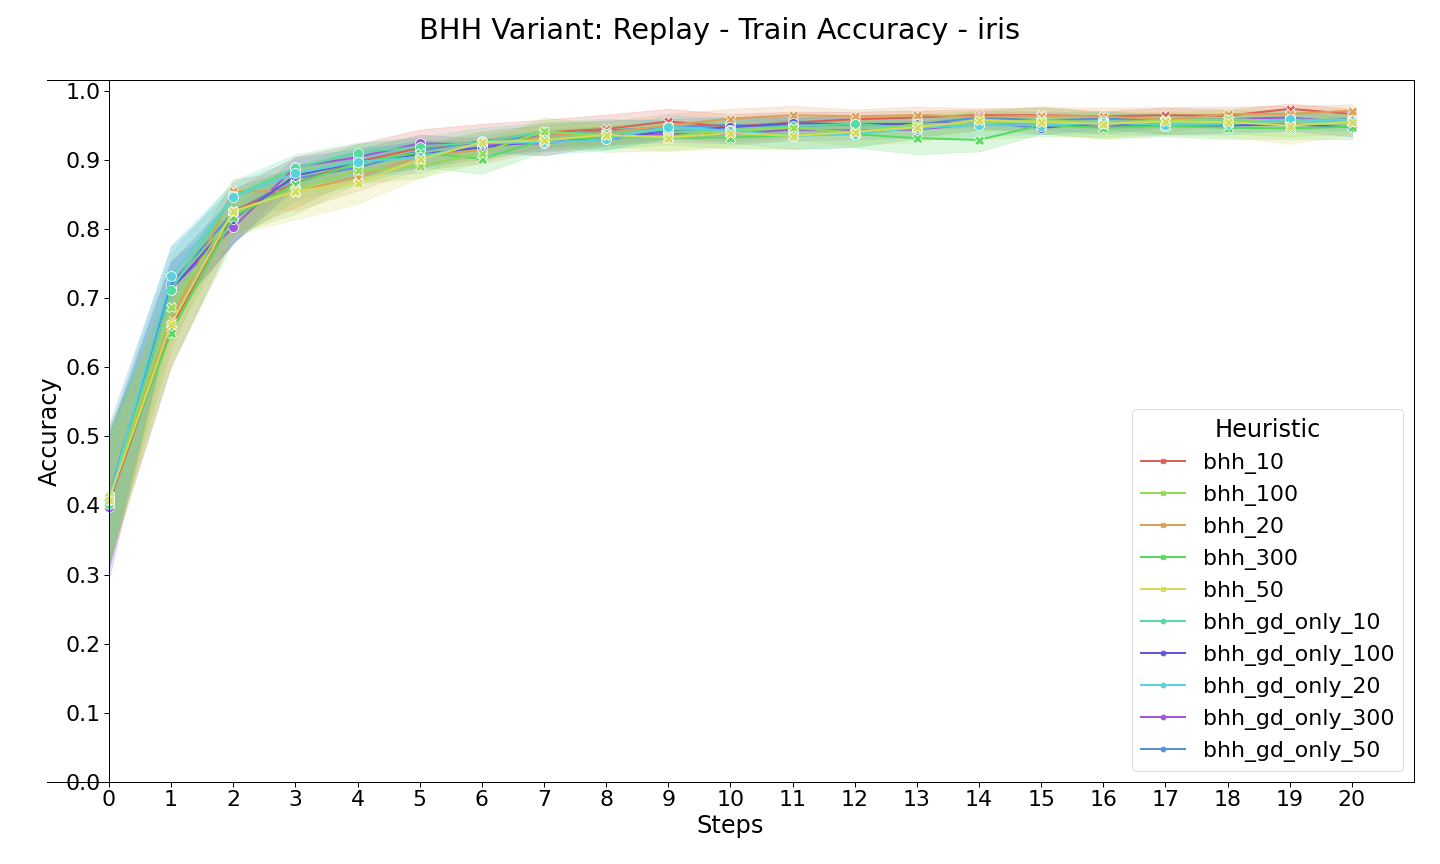 BHH Variant: Replay - Train Accuracy - iris
1.0
0.9
0.8
0.7
0.6
0.5
0.4
0.3
0.2
0.1
0.0
Accuracy
0 1 2 3 4 5 6 7 8 9 10 11 12 13 14 15 16 17 18 19 20
Steps
Heuristic
bhh_10
bhh_100
bhh_20
bhh_300
bhh_50
bhh_gd_only_10
bhh_gd_only_100
bhh_gd_only_20
bhh_gd_only_300
bhh_gd_only_50